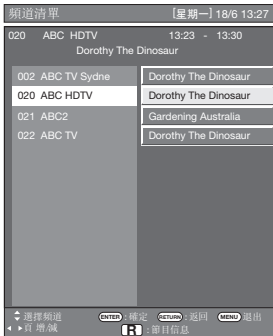 頻道清單 [星期一] 18/6 13:27
020 ABC HDTV 13:23 - 13:30
Dorothy The Dinosaur
002 ABC TV Sydne Dorothy The Dinosaur
020 ABC HDTV Dorothy The Dinosaur
021 ABC2 Gardening Australia
022 ABC TV Dorothy The Dinosaur
選擇頻道 ENTER : 確定 RETURN : 返回 MENU : 退出
頁 增/減 R : 節目信息